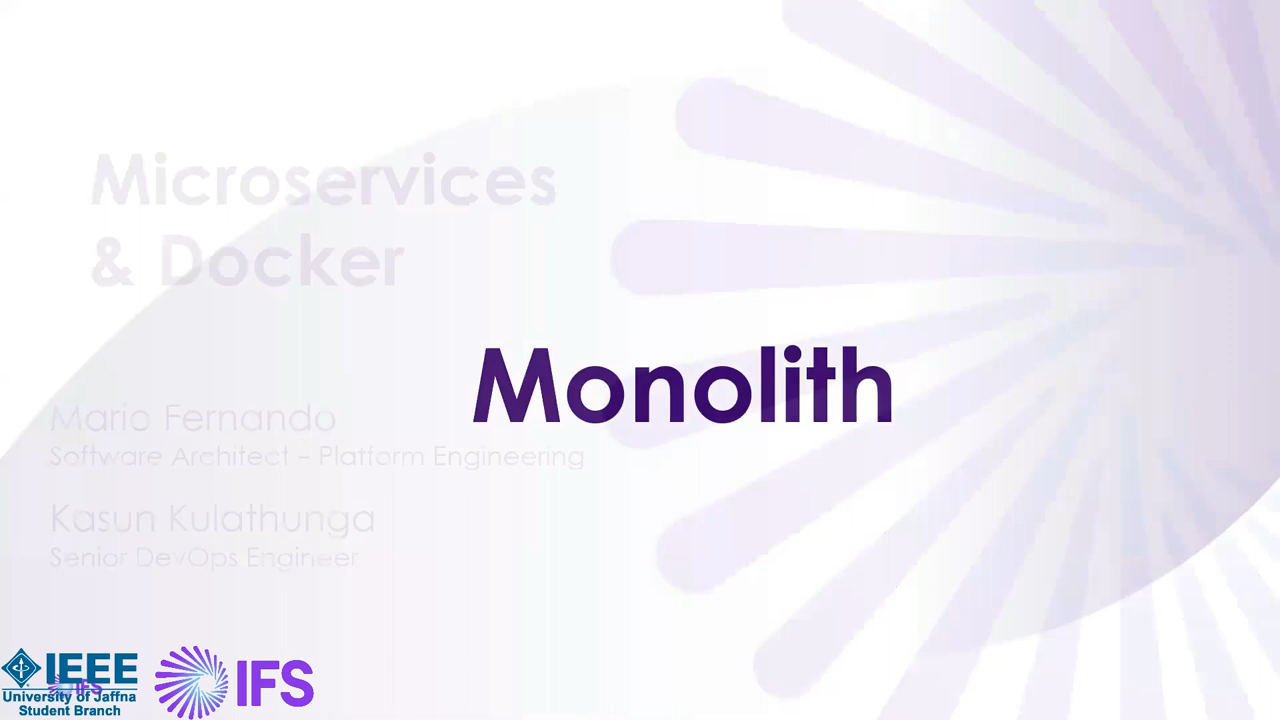 Microservices
& Docker
Monolith
Mario Fernando
Software Architect – Platform Engineering
Kasun Kulathunga
Senior DevOps Engineer
IEEE
University of Jaffna
Student Branch
IFS
IFS